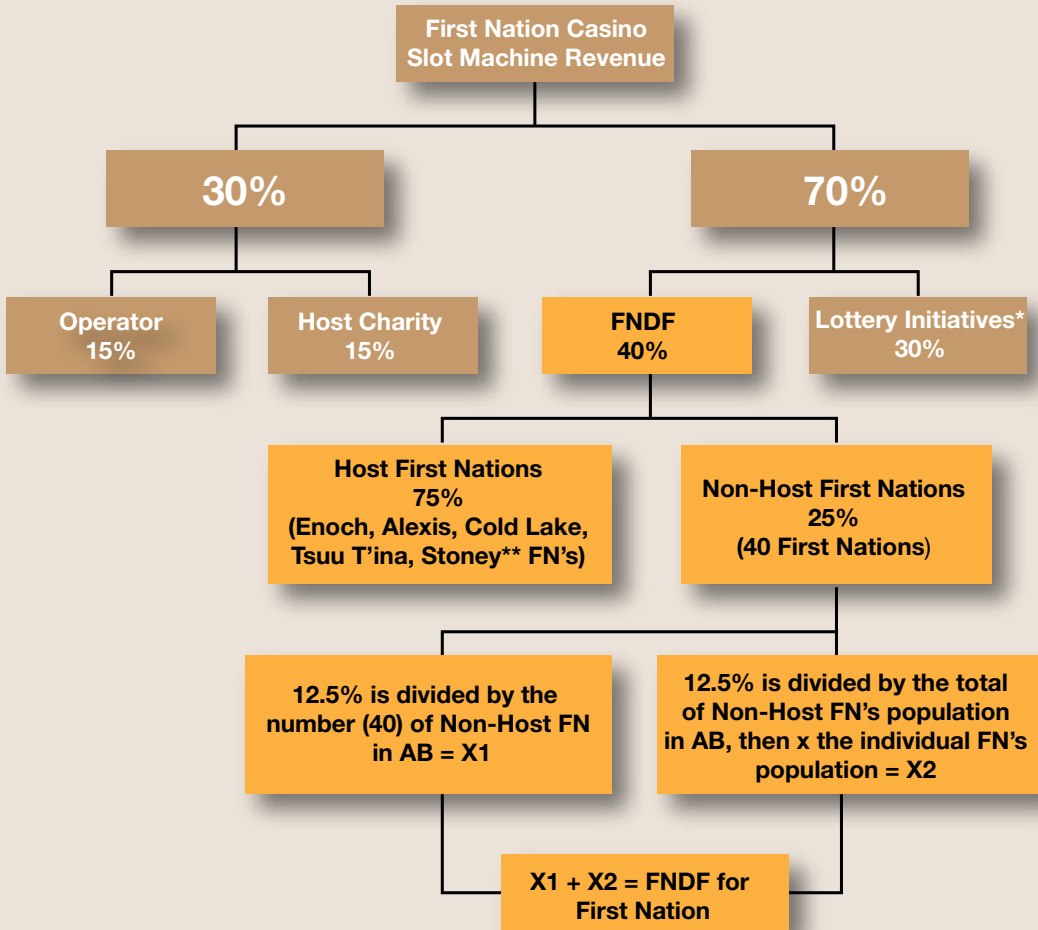 First Nation Casino
Slot Machine Revenue
30%
70%
Operator
15%
Host Charity
15%
FNDF
40%
Lottery Initiatives*
30%
Host First Nations
75%
(Enoch, Alexis, Cold Lake,
Tsuu T'ina, Stoney** FN's)
Non-Host First Nations
25%
(40 First Nations)
12.5% is divided by the
number (40) of Non-Host FN
in AB = X1
12.5% is divided by the total
of Non-Host FN's population
in AB, then x the individual FN's
population = X2
X1 + X2 = FNDF for
First Nation